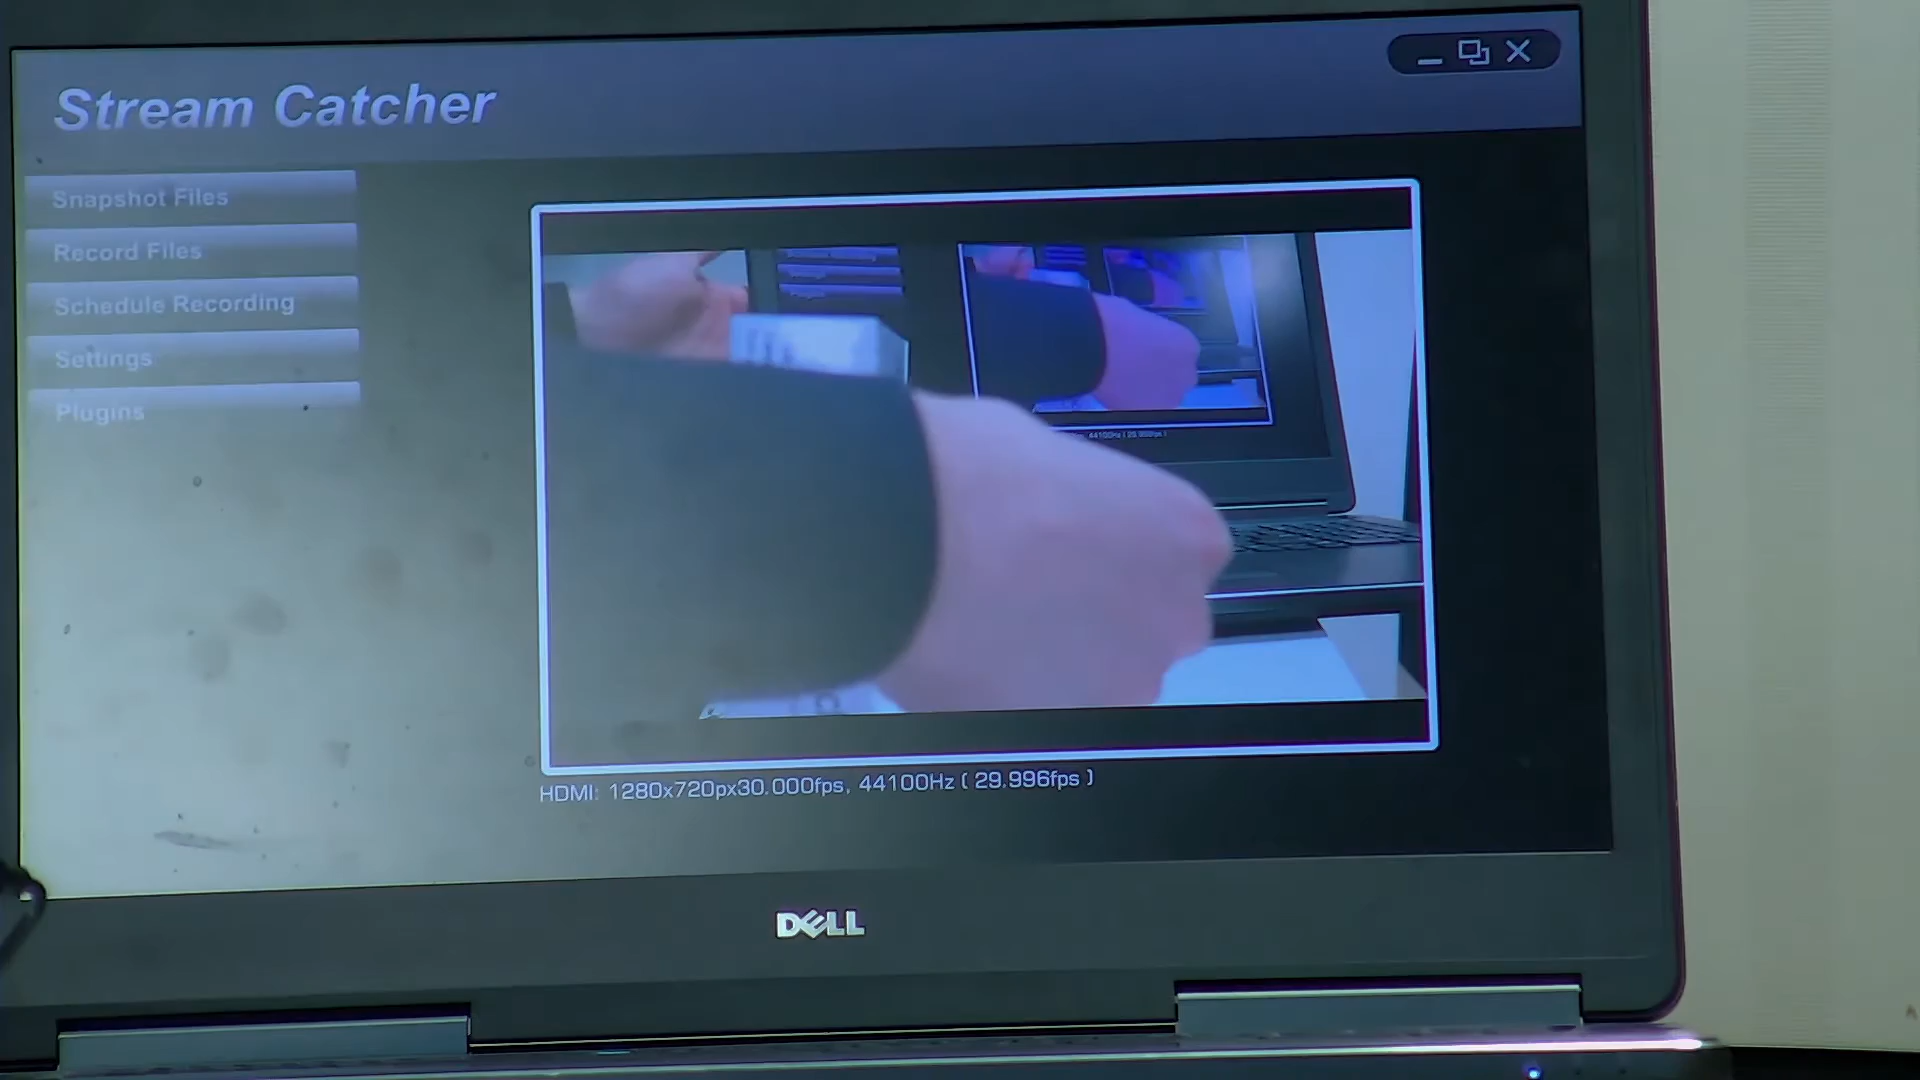 Stream Catcher
Snapshot Files
Record Files
Schedule Recording
Settings
Plugins
HDMI: 1280x720px30.000fps, 44100Hz ( 29.996fps )
DELL